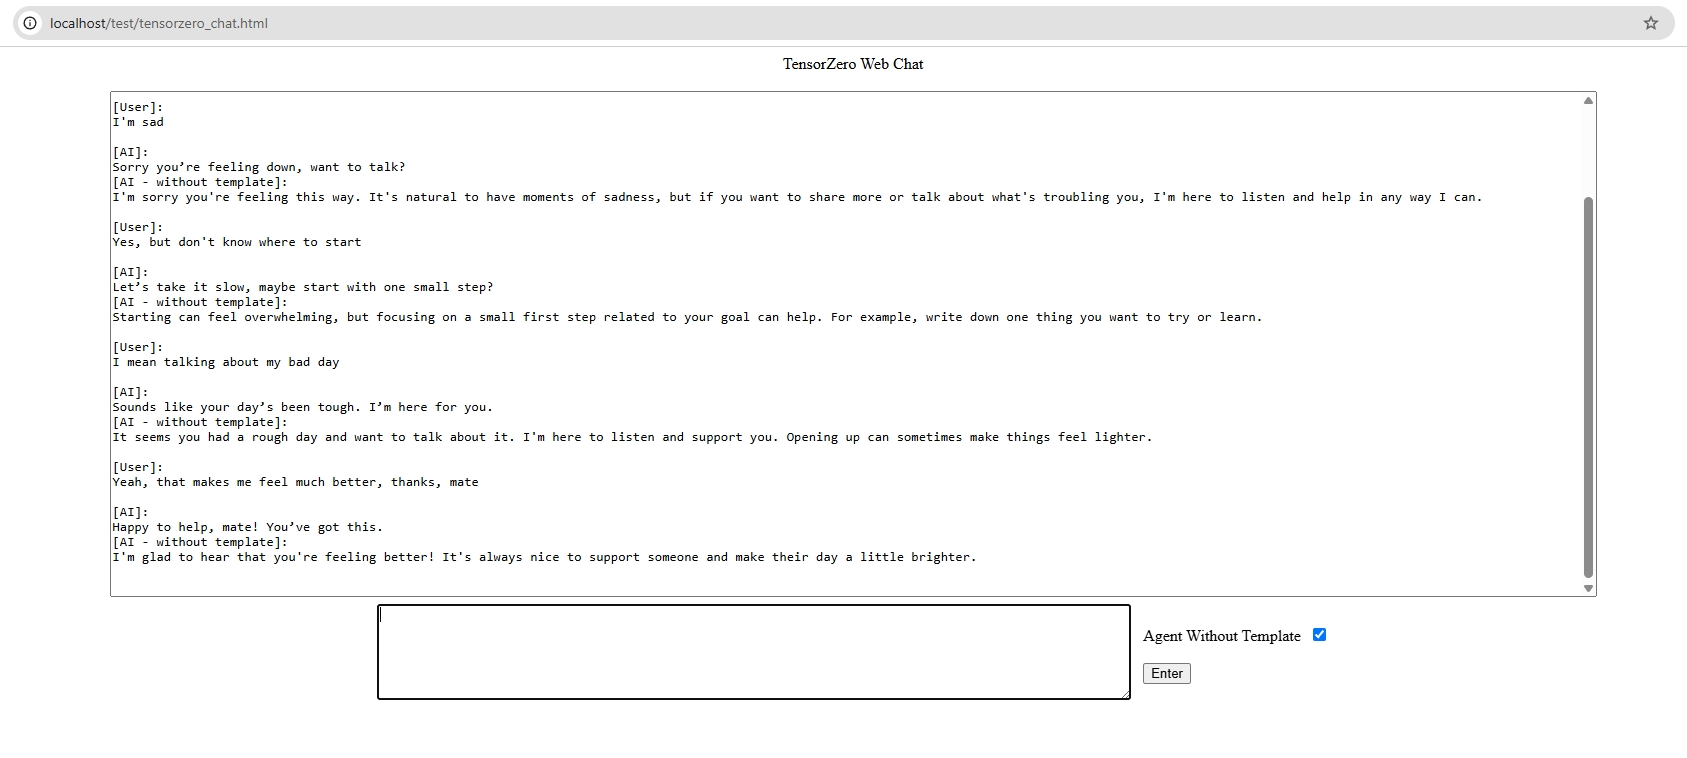 localhost/test/tensorzero_chat.html
TensorZero Web Chat
[User]:
I'm sad
[AI]:
Sorry you’re feeling down, want to talk?
[AI - without template]:
I'm sorry you're feeling this way. It's natural to have moments of sadness, but if you want to share more or talk about what's troubling you, I'm here to listen and help in any way I can.
[User]:
Yes, but don't know where to start
[AI]:
Let’s take it slow, maybe start with one small step?
[AI - without template]:
Starting can feel overwhelming, but focusing on a small first step related to your goal can help. For example, write down one thing you want to try or learn.
[User]:
I mean talking about my bad day
[AI]:
Sounds like your day’s been tough. I’m here for you.
[AI - without template]:
It seems you had a rough day and want to talk about it. I'm here to listen and support you. Opening up can sometimes make things feel lighter.
[User]:
Yeah, that makes me feel much better, thanks, mate
[AI]:
Happy to help, mate! You’ve got this.
[AI - without template]:
I'm glad to hear that you're feeling better! It's always nice to support someone and make their day a little brighter.
Agent Without Template
Enter